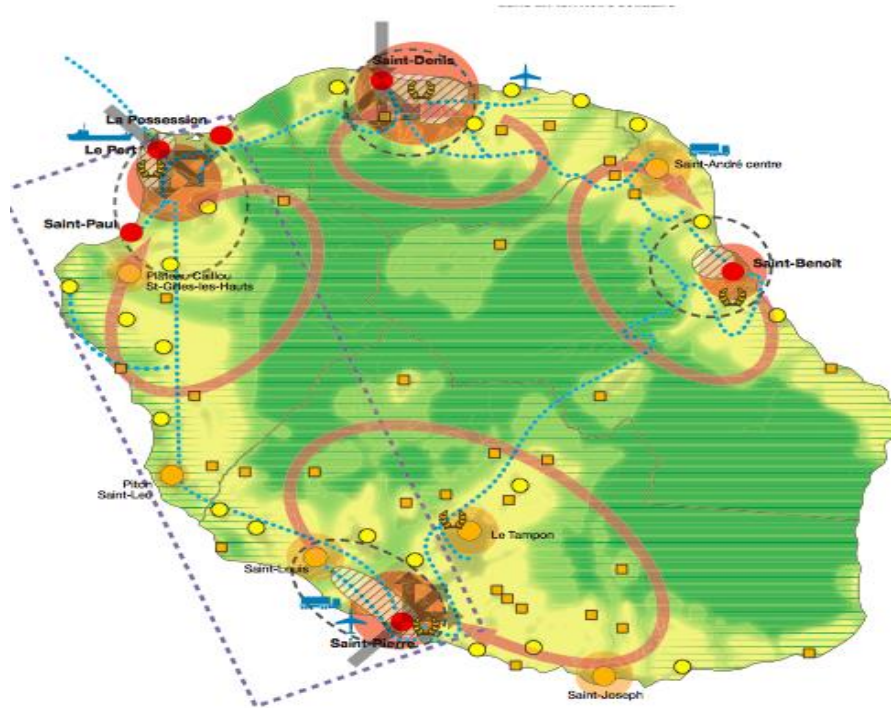 Saint-Denis
La Possession
Le Port
Saint-André centre
Saint-Paul
Saint-Benoît
Plateau-Caillou
St-Gilles-les-Hauts
Piton
Saint-Leu
Le Tampon
Saint-Louis
Saint-Pierre
Saint-Joseph